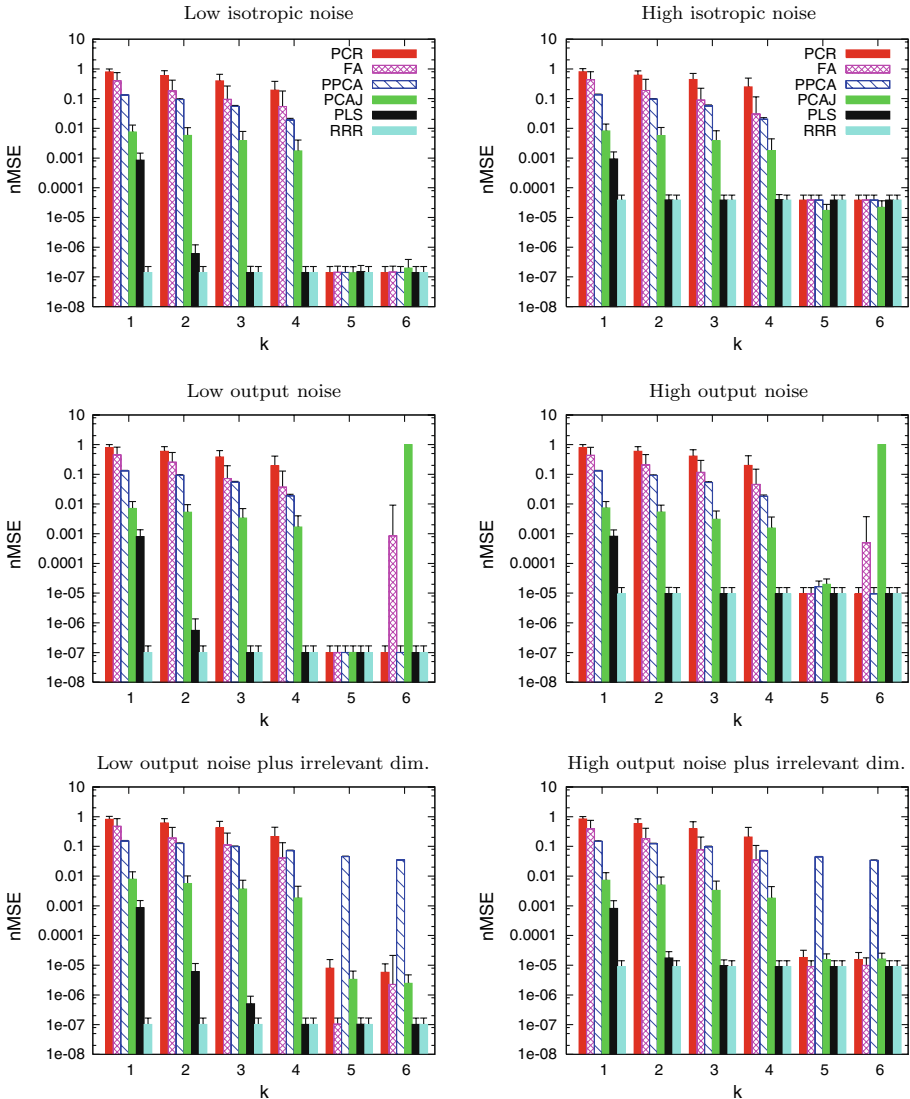 Low isotropic noise
10
1
0.1
0.01
0.001
0.0001
1e-05
1e-06
1e-07
1e-08
nMSE
PCR
FA
PPCA
PCAJ
PLS
RRR
1 2 3 4 5 6
k
High isotropic noise
10
1
0.1
0.01
0.001
0.0001
1e-05
1e-06
1e-07
1e-08
nMSE
PCR
FA
PPCA
PCAJ
PLS
RRR
1 2 3 4 5 6
k
Low output noise
10
1
0.1
0.01
0.001
0.0001
1e-05
1e-06
1e-07
1e-08
nMSE
1 2 3 4 5 6
k
High output noise
10
1
0.1
0.01
0.001
0.0001
1e-05
1e-06
1e-07
1e-08
nMSE
1 2 3 4 5 6
k
Low output noise plus irrelevant dim.
10
1
0.1
0.01
0.001
0.0001
1e-05
1e-06
1e-07
1e-08
nMSE
1 2 3 4 5 6
k
High output noise plus irrelevant dim.
10
1
0.1
0.01
0.001
0.0001
1e-05
1e-06
1e-07
1e-08
nMSE
1 2 3 4 5 6
k